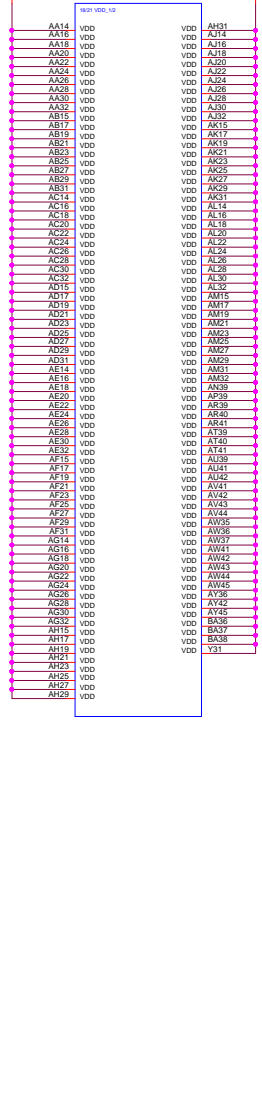 18/21 VDD_1/2
AA14 VDD VDD AH31
AA16 VDD VDD AJ14
AA18 VDD VDD AJ16
AA20 VDD VDD AJ18
AA22 VDD VDD AJ20
AA24 VDD VDD AJ22
AA26 VDD VDD AJ24
AA28 VDD VDD AJ26
AA30 VDD VDD AJ28
AA32 VDD VDD AJ30
AB15 VDD VDD AJ32
AB17 VDD VDD AK15
AB19 VDD VDD AK17
AB21 VDD VDD AK19
AB23 VDD VDD AK21
AB25 VDD VDD AK23
AB27 VDD VDD AK25
AB29 VDD VDD AK27
AB31 VDD VDD AK29
AC14 VDD VDD AK31
AC16 VDD VDD AL14
AC18 VDD VDD AL16
AC20 VDD VDD AL18
AC22 VDD VDD AL20
AC24 VDD VDD AL22
AC26 VDD VDD AL24
AC28 VDD VDD AL26
AC30 VDD VDD AL28
AC32 VDD VDD AL30
AD15 VDD VDD AL32
AD17 VDD VDD AM15
AD19 VDD VDD AM17
AD21 VDD VDD AM19
AD23 VDD VDD AM21
AD25 VDD VDD AM23
AD27 VDD VDD AM25
AD29 VDD VDD AM27
AD31 VDD VDD AM29
AE14 VDD VDD AM31
AE16 VDD VDD AM32
AE18 VDD VDD AN39
AE20 VDD VDD AP39
AE22 VDD VDD AR39
AE24 VDD VDD AR40
AE26 VDD VDD AR41
AE28 VDD VDD AT39
AE30 VDD VDD AT40
AE32 VDD VDD AT41
AF15 VDD VDD AU39
AF17 VDD VDD AU41
AF19 VDD VDD AU42
AF21 VDD VDD AV41
AF23 VDD VDD AV42
AF25 VDD VDD AV43
AF27 VDD VDD AV44
AF29 VDD VDD AW35
AF31 VDD VDD AW36
AG14 VDD VDD AW37
AG16 VDD VDD AW41
AG18 VDD VDD AW42
AG20 VDD VDD AW43
AG22 VDD VDD AW44
AG24 VDD VDD AW45
AG26 VDD VDD AY36
AG28 VDD VDD AY42
AG30 VDD VDD AY45
AG32 VDD VDD BA36
AH15 VDD VDD BA37
AH17 VDD VDD BA38
AH19 VDD VDD Y31
AH21 VDD
AH23 VDD
AH25 VDD
AH27 VDD
AH29 VDD